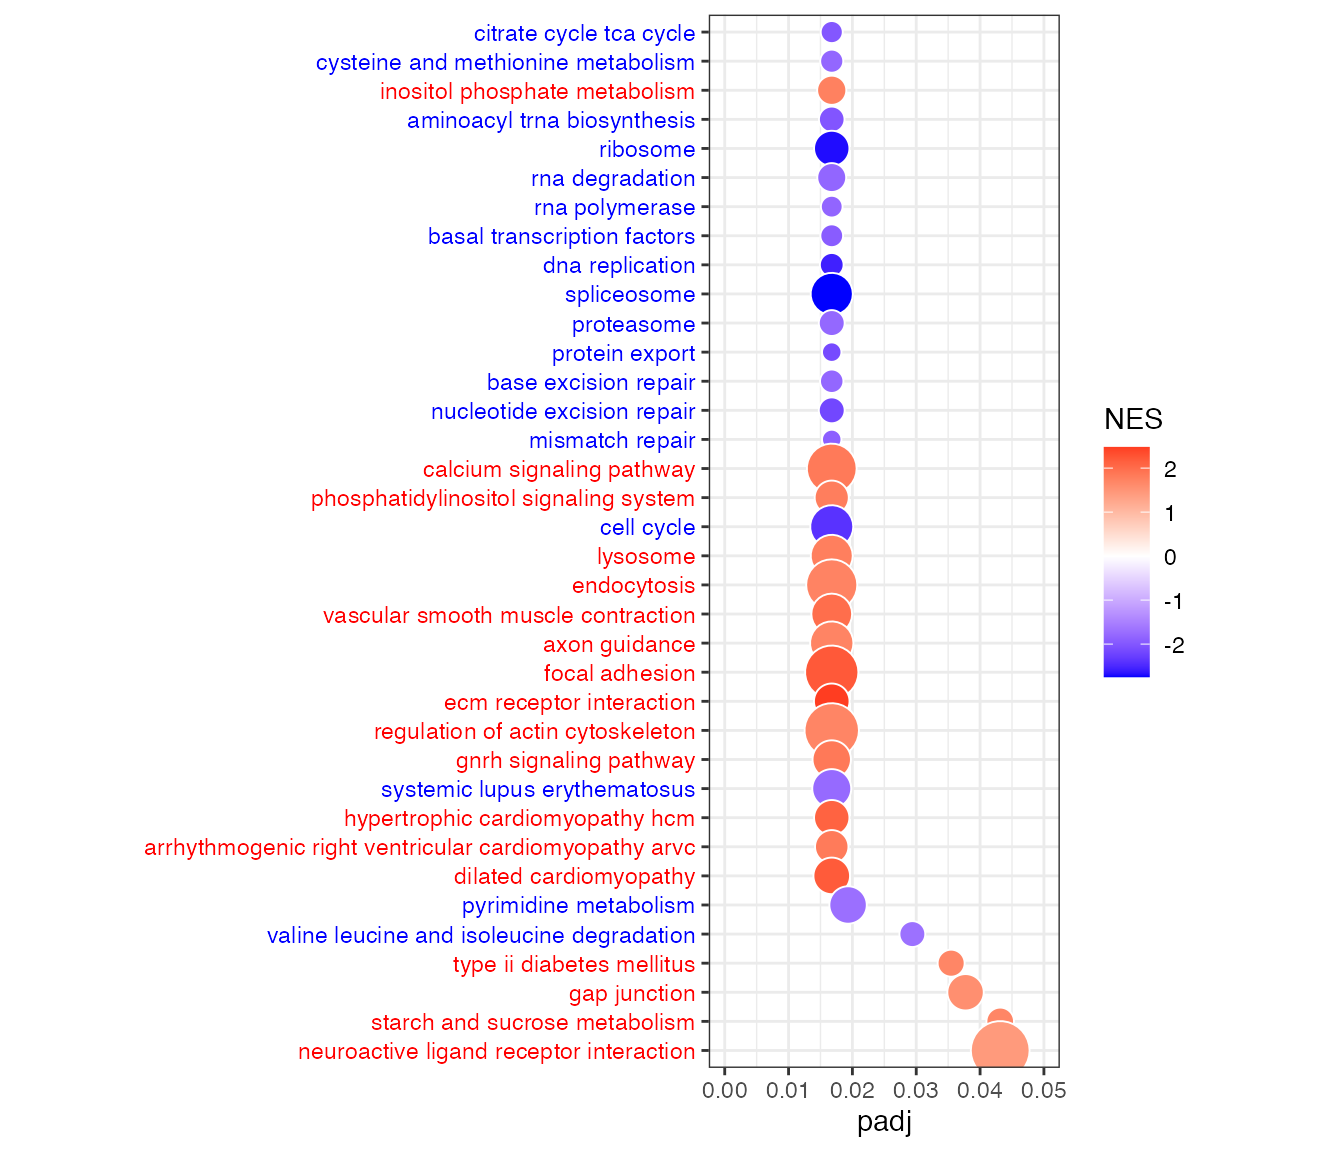 citrate cycle tca cycle
cysteine and methionine metabolism
inositol phosphate metabolism
aminoacyl trna biosynthesis
ribosome
rna degradation
rna polymerase
basal transcription factors
dna replication
spliceosome
proteasome
protein export
base excision repair
nucleotide excision repair
mismatch repair
calcium signaling pathway
phosphatidylinositol signaling system
cell cycle
lysosome
endocytosis
vascular smooth muscle contraction
axon guidance
focal adhesion
ecm receptor interaction
regulation of actin cytoskeleton
gnrh signaling pathway
systemic lupus erythematosus
hypertrophic cardiomyopathy hcm
arrhythmogenic right ventricular cardiomyopathy arvc
dilated cardiomyopathy
pyrimidine metabolism
valine leucine and isoleucine degradation
type ii diabetes mellitus
gap junction
starch and sucrose metabolism
neuroactive ligand receptor interaction
0.00 0.01 0.02 0.03 0.04 0.05
padj
NES
2
1
0
-1
-2